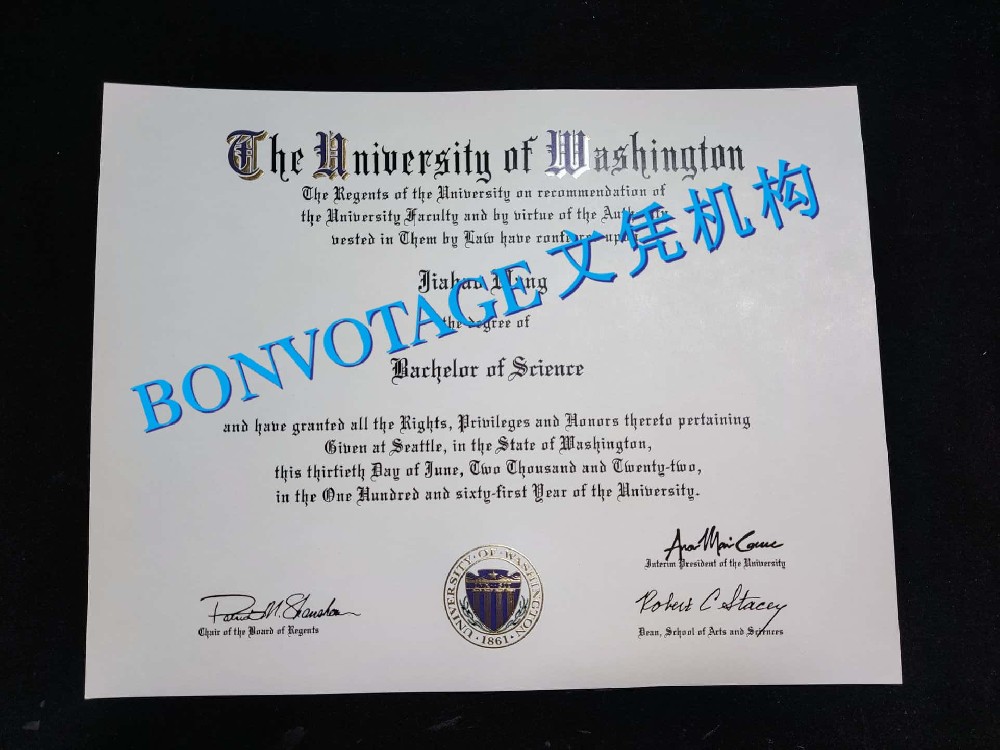 The University of Washington
The Regents of the University on recommendation of
the University Faculty and by virtue of the
vested in Them by Law have upon
the degree of
Bachelor of Science
BONVOTAGE 文凭机构
and have granted all the Rights, Privileges and Honors thereto pertaining
Given at Seattle, in the State of Washington,
this thirtieth Day of June, Two Thousand and Twenty-two,
in the One Hundred and sixty-first Year of the University.
Interim President of the University
UNIVERSITY · OF · WASHINGTON
· 1861 ·
Chair of the Board of Regents
Robert C Stacey
Dean, School of Arts and Sciences